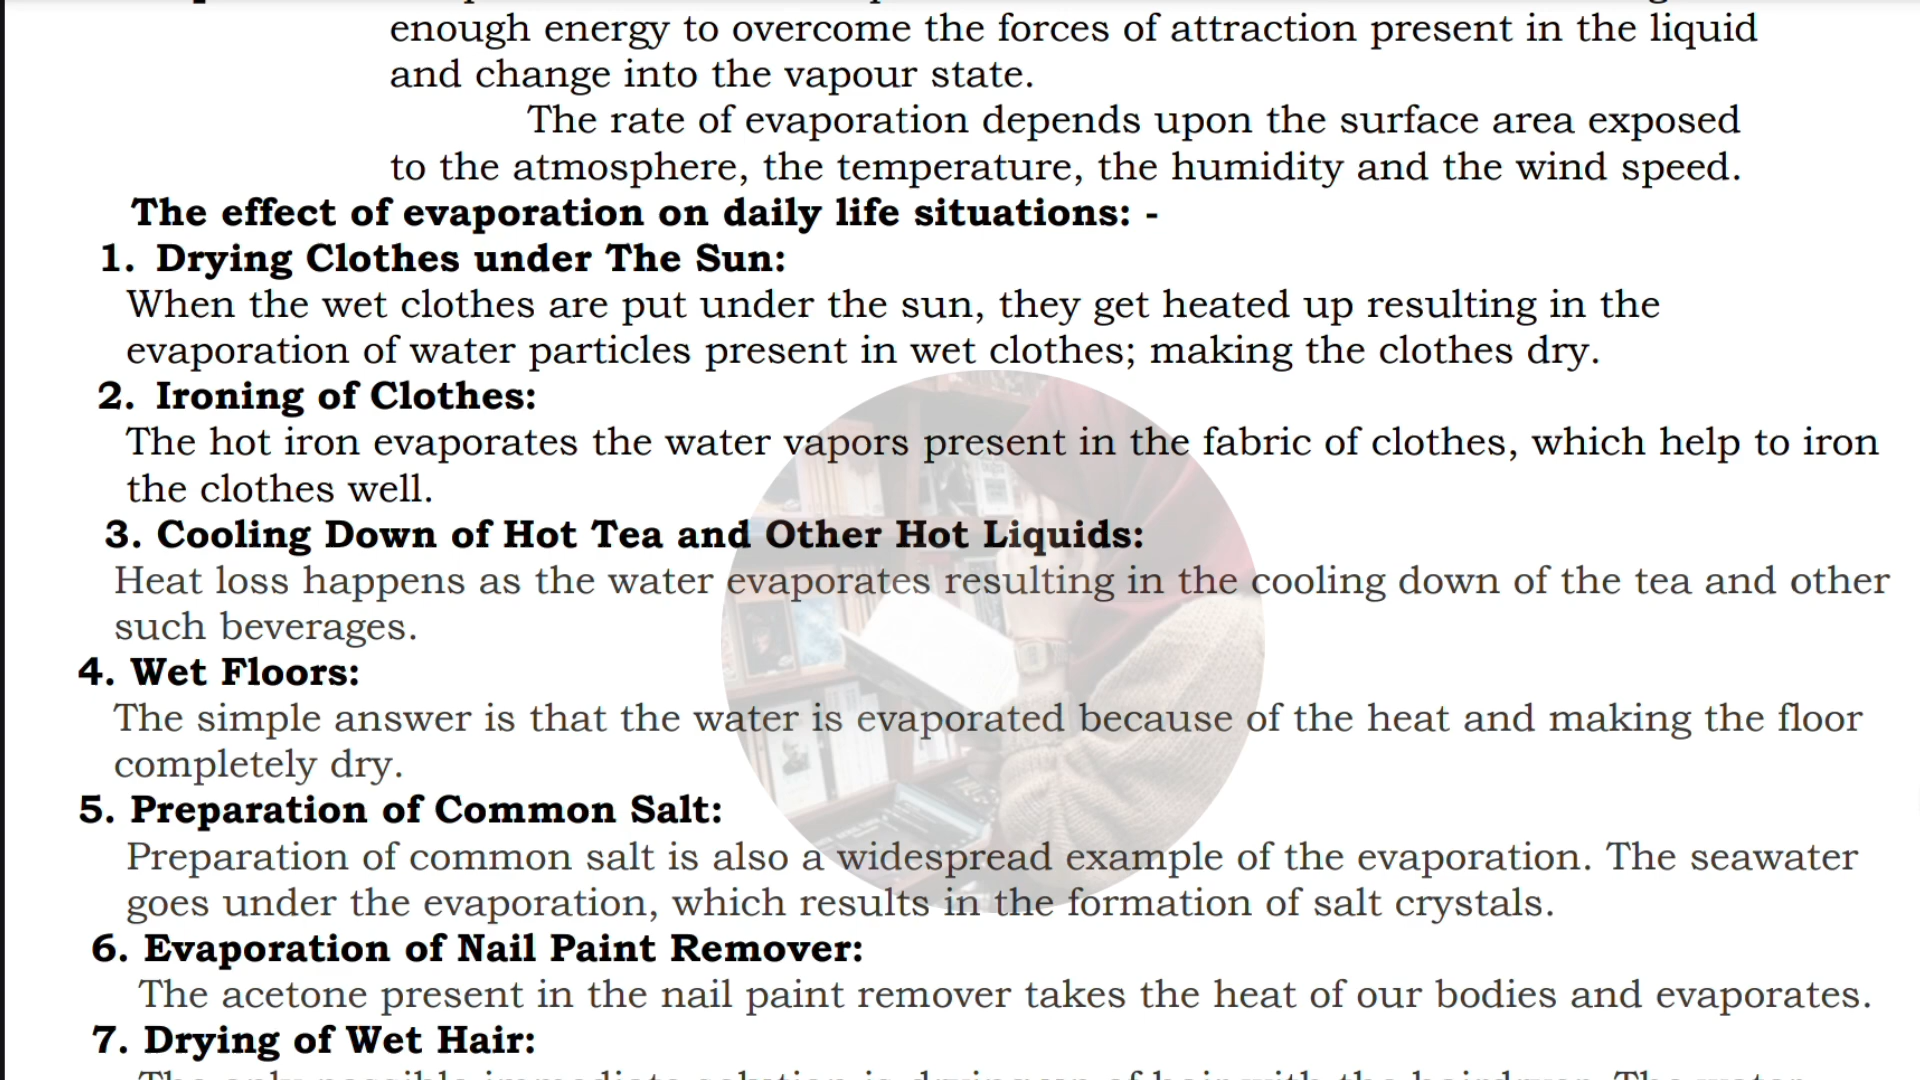 enough energy to overcome the forces of attraction present in the liquid
and change into the vapour state.
The rate of evaporation depends upon the surface area exposed
to the atmosphere, the temperature, the humidity and the wind speed.
The effect of evaporation on daily life situations: -
1. Drying Clothes under The Sun:
When the wet clothes are put under the sun, they get heated up resulting in the
evaporation of water particles present in wet clothes; making the clothes dry.
2. Ironing of Clothes:
The hot iron evaporates the water vapors present in the fabric of clothes, which help to iron
the clothes well.
3. Cooling Down of Hot Tea and Other Hot Liquids:
Heat loss happens as the water evaporates resulting in the cooling down of the tea and other
such beverages.
4. Wet Floors:
The simple answer is that the water is evaporated because of the heat and making the floor
completely dry.
5. Preparation of Common Salt:
Preparation of common salt is also a widespread example of the evaporation. The seawater
goes under the evaporation, which results in the formation of salt crystals.
6. Evaporation of Nail Paint Remover:
The acetone present in the nail paint remover takes the heat of our bodies and evaporates.
7. Drying of Wet Hair: